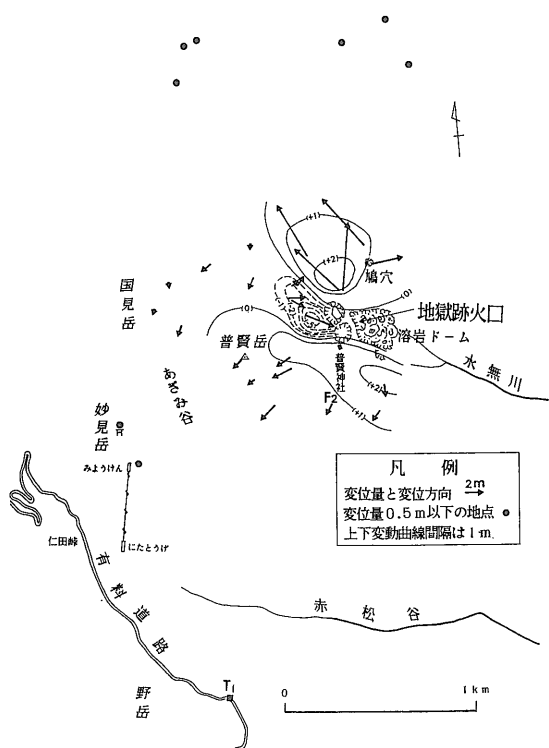 (+1)
(+2)
鳩穴
(0)
地獄跡火口
溶岩ドーム
水無川
国見岳
(0)
普賢岳
普賢神社
(+2)
F2
(+1)
あざみ谷
妙見岳
みょうけん
仁田峠
にたとうげ
有料道路
凡例
変位量と変位方向 2m
変位量0.5m以下の地点
上下変動曲線間隔は1m.
赤松谷
野岳
T1
0 1km